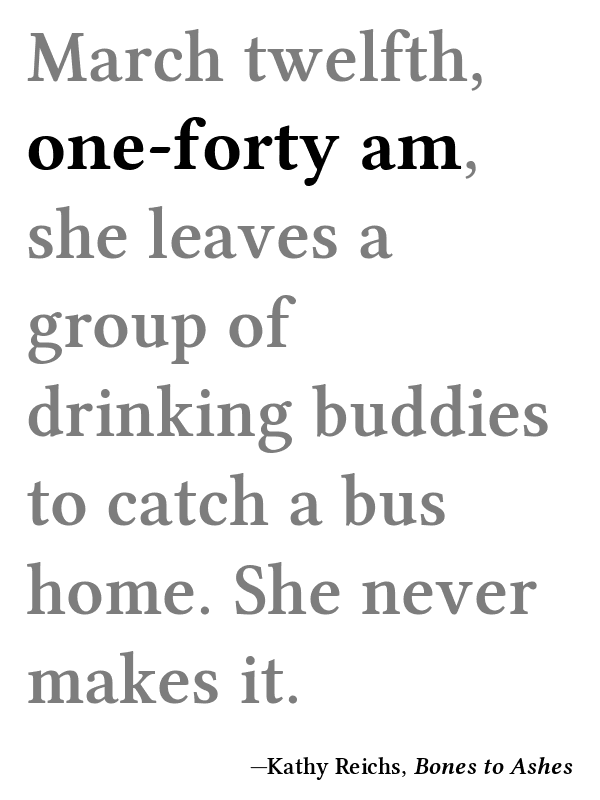 March twelfth,
one-forty am,
she leaves a
group of
drinking buddies
to catch a bus
home. She never
makes it.
—Kathy Reichs, Bones to Ashes